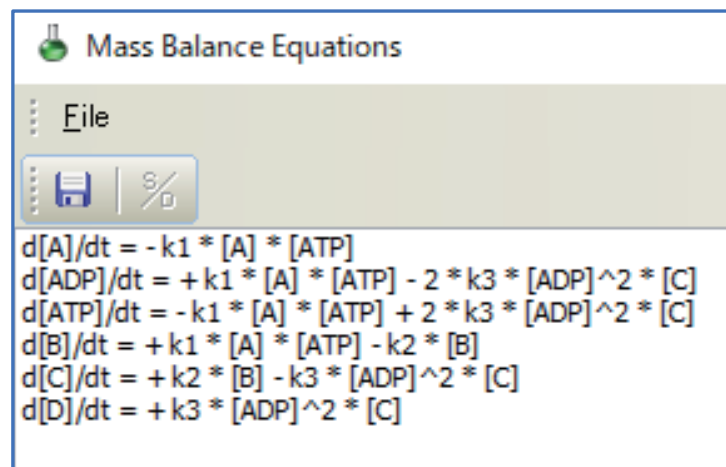 Mass Balance Equations
File
S/D
d[A]/dt = -k1 * [A] * [ATP]
d[ADP]/dt = +k1 * [A] * [ATP] - 2 * k3 * [ADP]^2 * [C]
d[ATP]/dt = -k1 * [A] * [ATP] + 2 * k3 * [ADP]^2 * [C]
d[B]/dt = +k1 * [A] * [ATP] -k2 * [B]
d[C]/dt = +k2 * [B] -k3 * [ADP]^2 * [C]
d[D]/dt = +k3 * [ADP]^2 * [C]